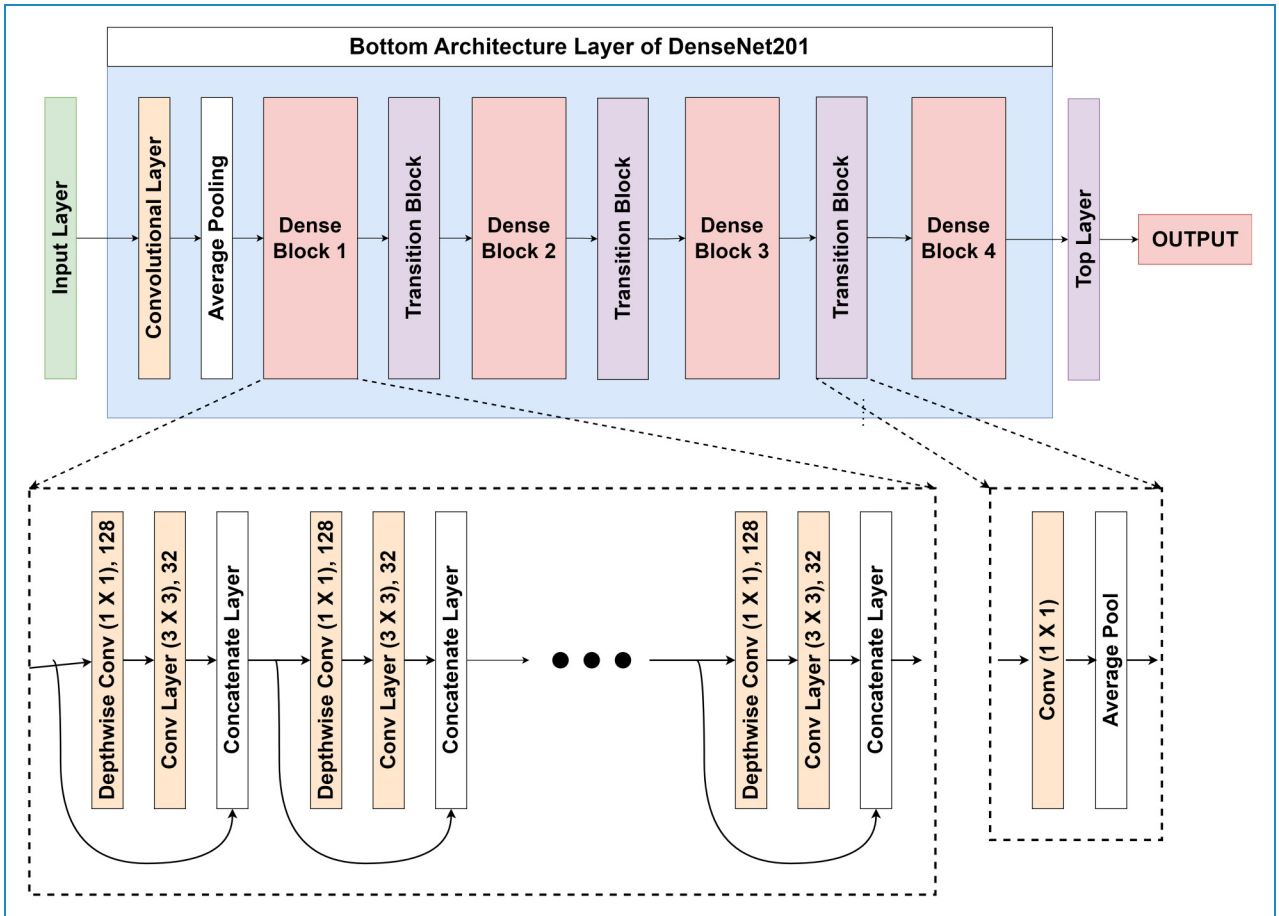 Bottom Architecture Layer of DenseNet201
Input Layer
Convolutional Layer
Average Pooling
Dense
Block 1
Transition Block
Dense
Block 2
Transition Block
Dense
Block 3
Transition Block
Dense
Block 4
Top Layer
OUTPUT
Depthwise Conv (1 X 1), 128
Conv Layer (3 X 3), 32
Concatenate Layer
Depthwise Conv (1 X 1), 128
Conv Layer (3 X 3), 32
Concatenate Layer
Depthwise Conv (1 X 1), 128
Conv Layer (3 X 3), 32
Concatenate Layer
Conv (1 X 1)
Average Pool